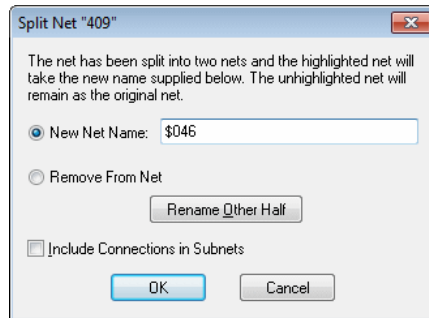 Split Net "409"
The net has been split into two nets and the highlighted net will
take the new name supplied below. The unhighlighted net will
remain as the original net.
New Net Name: $046
Remove From Net
Rename Other Half
Include Connections in Subnets
OK Cancel